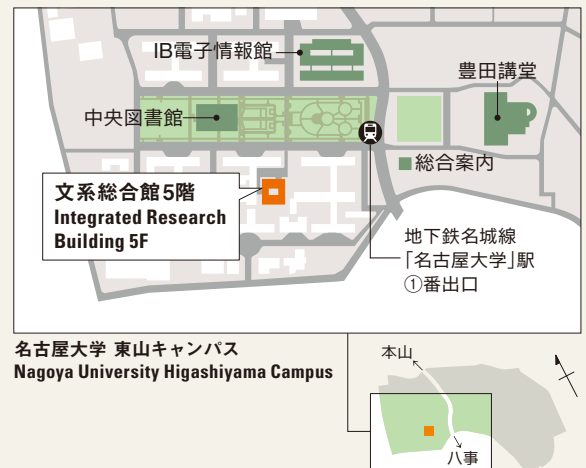 IB電子情報館
豊田講堂
中央図書館
総合案内
文系総合館5階
Integrated Research
Building 5F
地下鉄名城線
「名古屋大学」駅
①番出口
名古屋大学 東山キャンパス
Nagoya University Higashiyama Campus
本山
八事